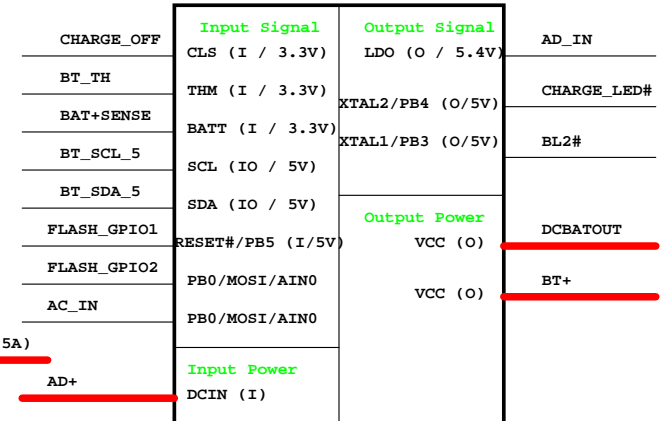 CHARGE_OFF
BT_TH
BAT+SENSE
BT_SCL_5
BT_SDA_5
FLASH_GPIO1
FLASH_GPIO2
AC_IN
5A)
AD+
Input Signal
CLS (I / 3.3V)
THM (I / 3.3V)
BATT (I / 3.3V)
SCL (IO / 5V)
SDA (IO / 5V)
RESET#/PB5 (I/5V)
PB0/MOSI/AIN0
PB0/MOSI/AIN0
Input Power
DCIN (I)
Output Signal
LDO (O / 5.4V)
XTAL2/PB4 (O/5V)
XTAL1/PB3 (O/5V)
Output Power
VCC (O)
VCC (O)
AD_IN
CHARGE_LED#
BL2#
DCBATOUT
BT+